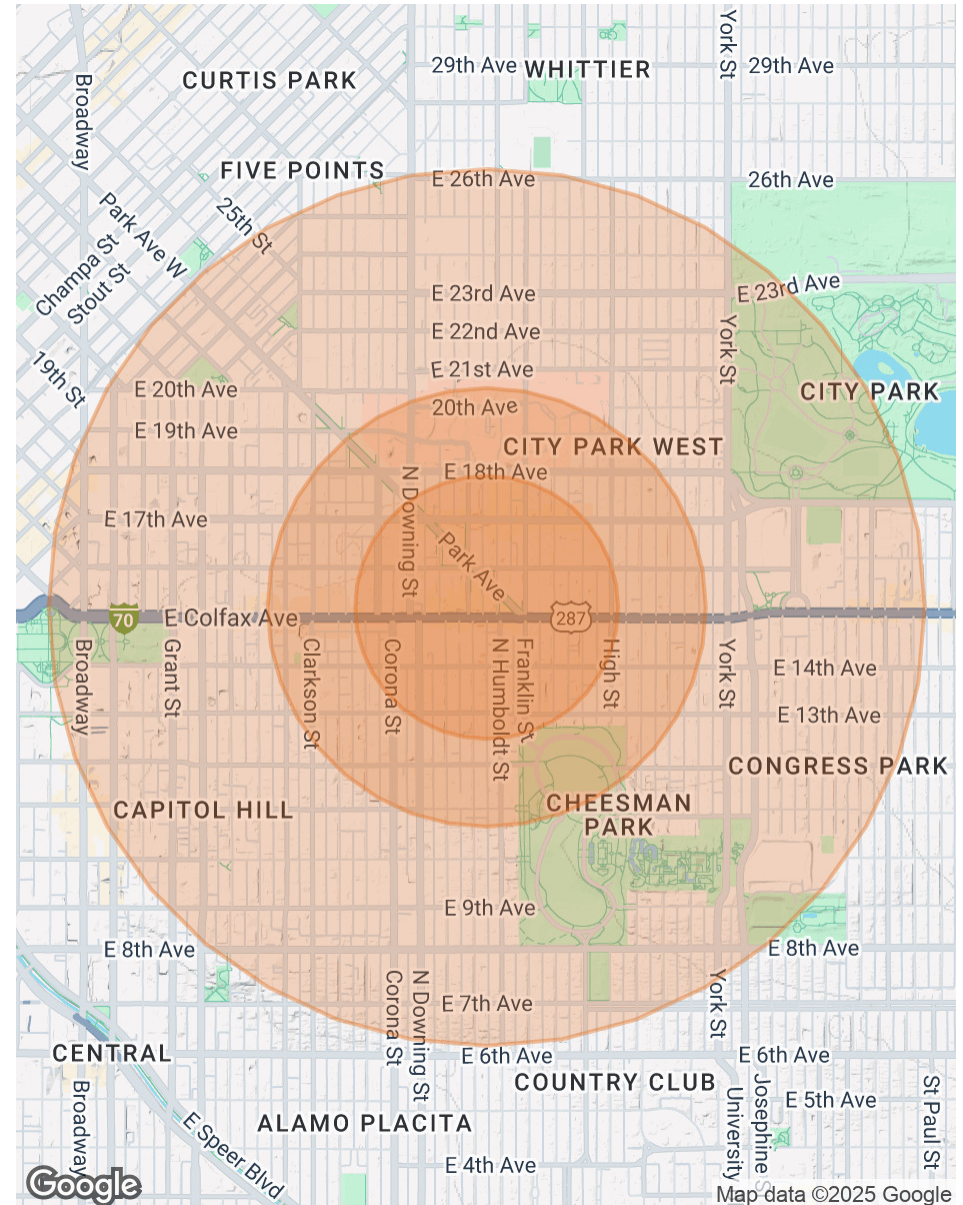 York St
29th Ave
WHITTIER
29th Ave
CURTIS PARK
Broadway
FIVE POINTS
E 26th Ave
26th Ave
Park Ave W
25th St
Champa St
Stout St
E 23rd Ave
E 23rd Ave
E 22nd Ave
York St
19th St
E 21st Ave
E 20th Ave
CITY PARK
20th Ave
E 19th Ave
CITY PARK WEST
E 18th Ave
N Downing St
E 17th Ave
Park Ave
70
E Colfax Ave
287
Broadway
Grant St
Clarkson St
Corona St
N Humboldt St
Franklin St
High St
York St
E 14th Ave
E 13th Ave
CONGRESS PARK
CAPITOL HILL
CHEESMAN
PARK
E 9th Ave
E 8th Ave
E 8th Ave
Corona St
N Downing St
York St
E 7th Ave
CENTRAL
E 6th Ave
E 6th Ave
COUNTRY CLUB
Broadway
University
Josephine S
E 5th Ave
St Paul St
ALAMO PLACITA
E Speer Blvd
E 4th Ave
Google
Map data ©2025 Google